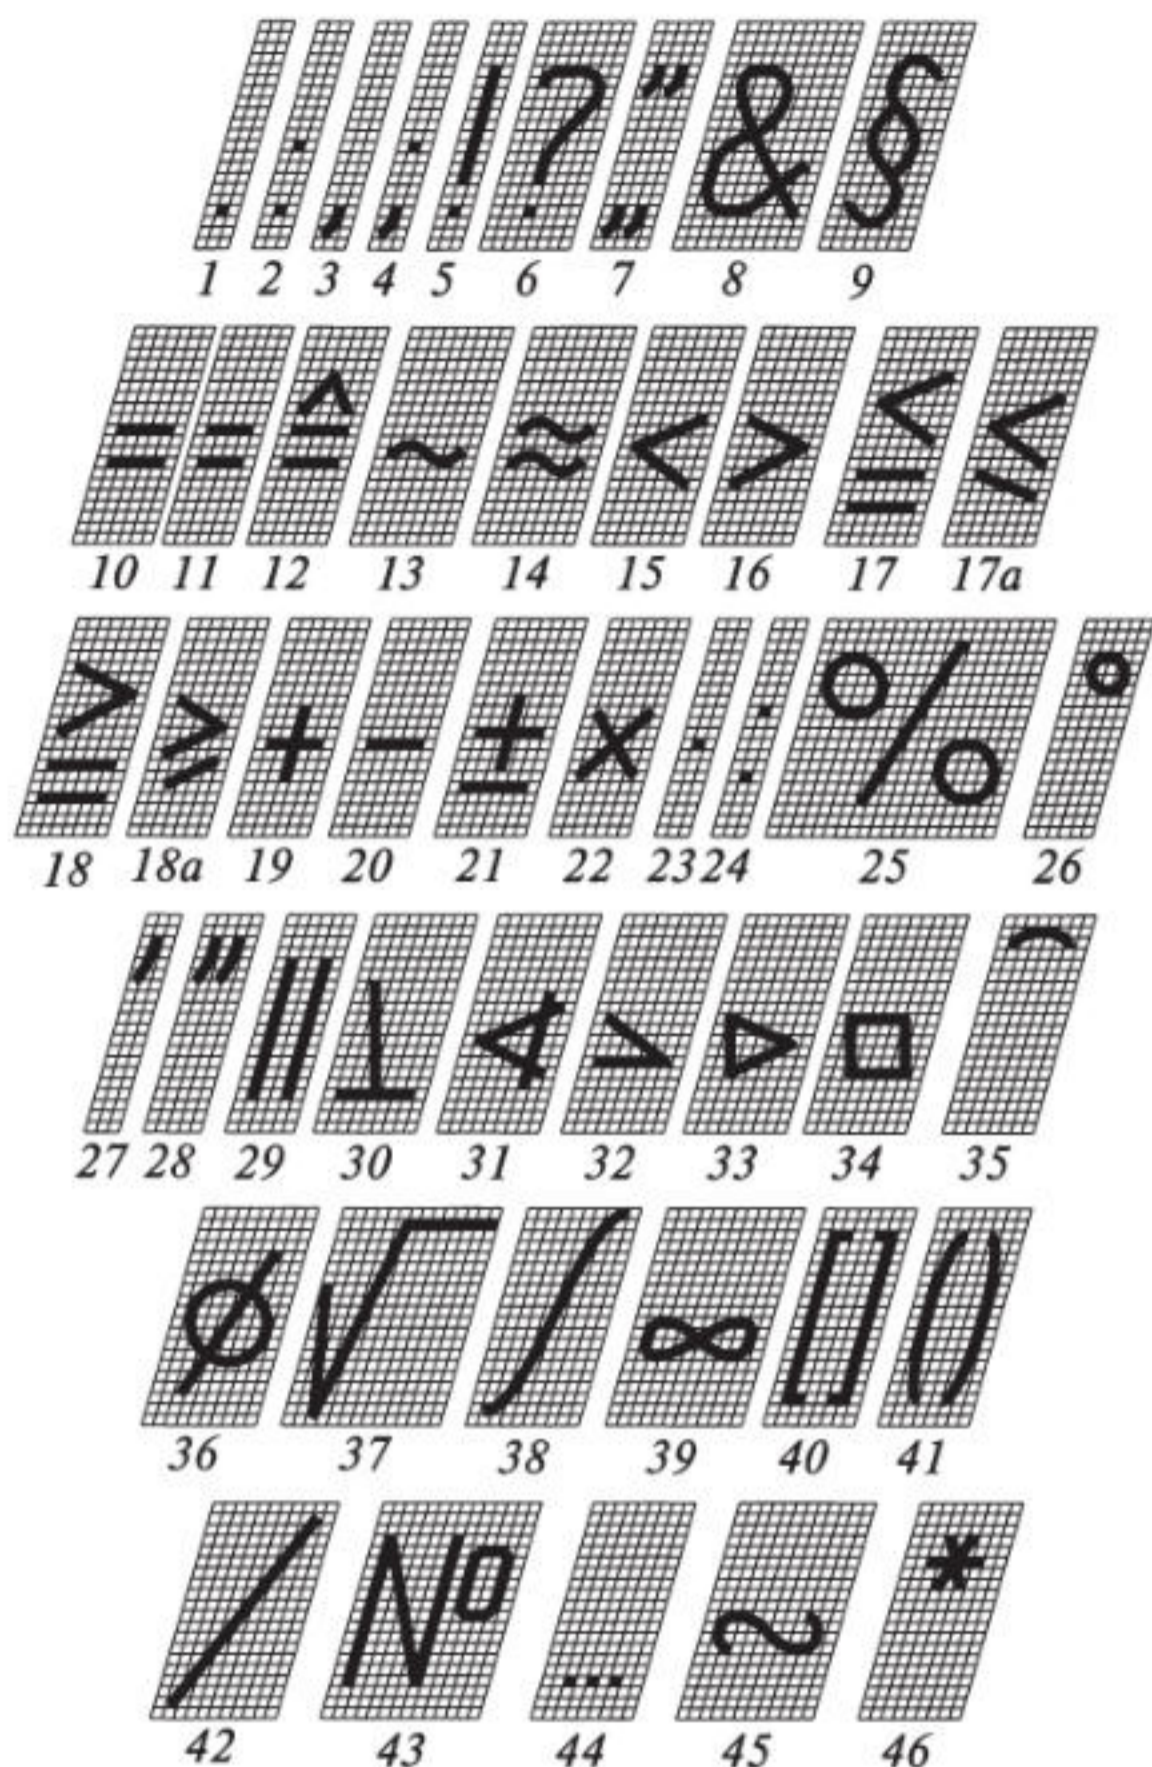 . : , ; ! ? „” & §
1 2 3 4 5 6 7 8 9
= = ≙ ~ ≈ < > ≦ ⩽
10 11 12 13 14 15 16 17 17а
≧ ⩾ + − ± × · : % °
18 18а 19 20 21 22 23 24 25 26
′ ″ ∥ ⊥ ∢ > ▷ □ ⌒
27 28 29 30 31 32 33 34 35
⌀ √ ∫ ∞ [] ()
36 37 38 39 40 41
/ № ... ~ *
42 43 44 45 46